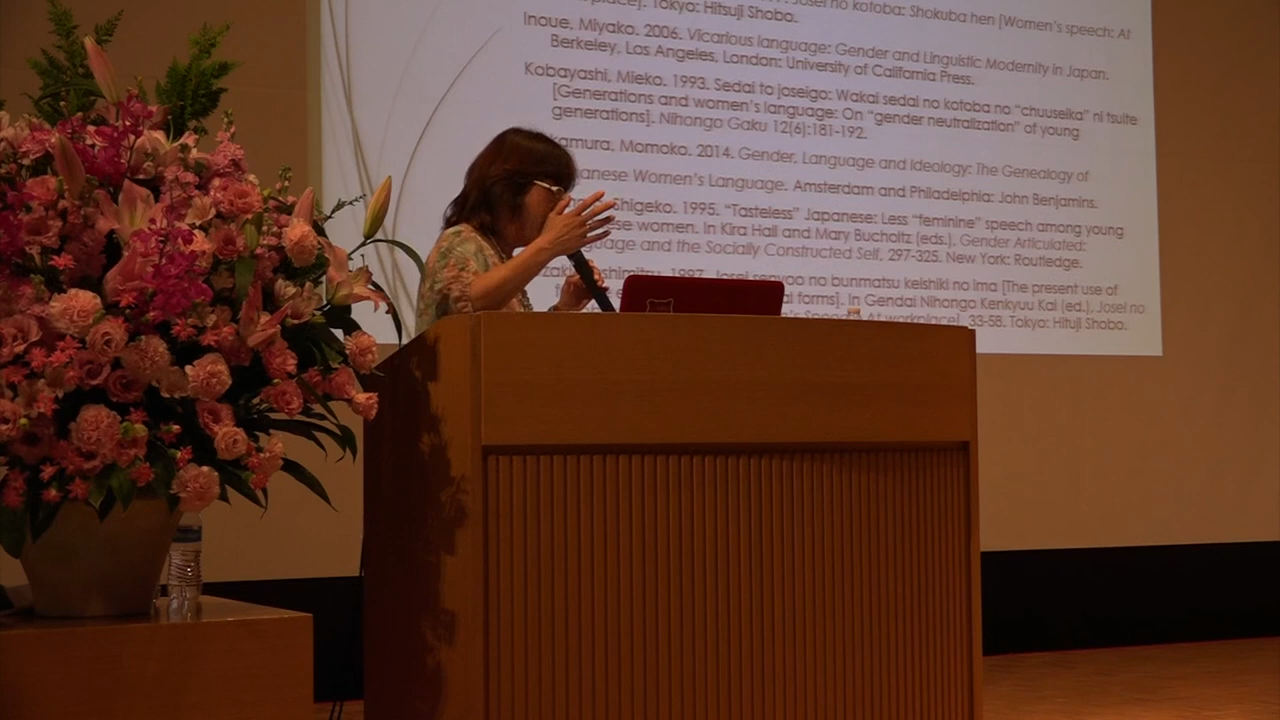 Josei no kotoba: Shokuba hen [Women's speech: At
place]. Tokyo: Hitsuji Shobo.
Inoue, Miyako. 2006. Vicarious language: Gender and Linguistic Modernity in Japan.
Berkeley, Los Angeles, London: University of California Press.
Kobayashi, Mieko. 1993. Sedai to joseigo: Wakai sedai no kotoba no "chuuseika" ni tsuite
[Generations and women's language: On "gender neutralization" of young
generations]. Nihongo Gaku 12(6):181-192.
amura, Momoko. 2014. Gender, Language and Ideology: The Genealogy of
anese Women's Language. Amsterdam and Philadelphia: John Benjamins.
Shigeko. 1995. "Tasteless" Japanese: Less "feminine" speech among young
se women. In Kira Hall and Mary Bucholtz (eds.), Gender Articulated:
guage and the Socially Constructed Self, 297-325. New York: Routledge.
zaki, oshimitsu. 1997. Josei senyoo no bunmatsu keishiki no ima [The present use of
al forms]. In Gendai Nihongo Kenkyuu Kai (ed.), Josei no
At workplace], 33-58. Tokyo: Hituji Shobo.